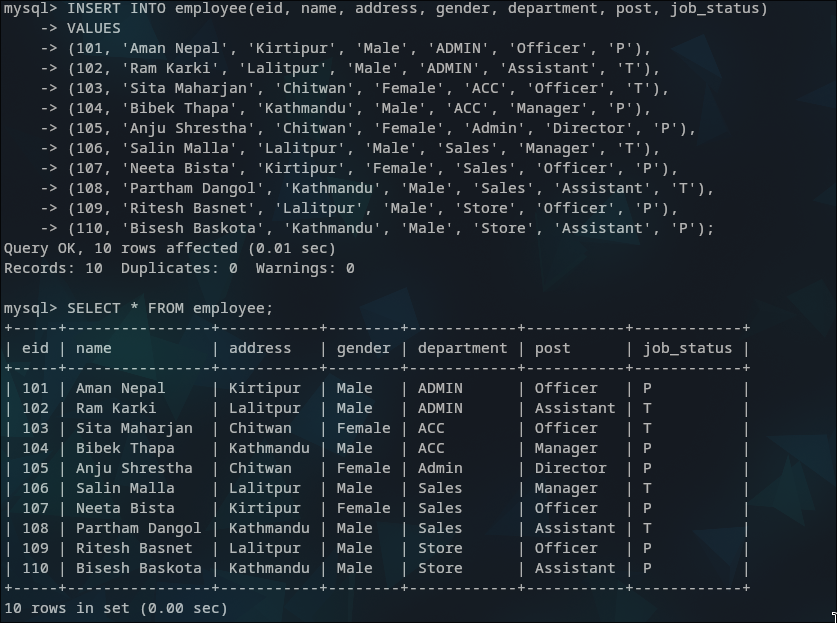 mysql> INSERT INTO employee(eid, name, address, gender, department, post, job_status)
    -> VALUES
    -> (101, 'Aman Nepal', 'Kirtipur', 'Male', 'ADMIN', 'Officer', 'P'),
    -> (102, 'Ram Karki', 'Lalitpur', 'Male', 'ADMIN', 'Assistant', 'T'),
    -> (103, 'Sita Maharjan', 'Chitwan', 'Female', 'ACC', 'Officer', 'T'),
    -> (104, 'Bibek Thapa', 'Kathmandu', 'Male', 'ACC', 'Manager', 'P'),
    -> (105, 'Anju Shrestha', 'Chitwan', 'Female', 'Admin', 'Director', 'P'),
    -> (106, 'Salin Malla', 'Lalitpur', 'Male', 'Sales', 'Manager', 'T'),
    -> (107, 'Neeta Bista', 'Kirtipur', 'Female', 'Sales', 'Officer', 'P'),
    -> (108, 'Partham Dangol', 'Kathmandu', 'Male', 'Sales', 'Assistant', 'T'),
    -> (109, 'Ritesh Basnet', 'Lalitpur', 'Male', 'Store', 'Officer', 'P'),
    -> (110, 'Bisesh Baskota', 'Kathmandu', 'Male', 'Store', 'Assistant', 'P');
Query OK, 10 rows affected (0.01 sec)
Records: 10  Duplicates: 0  Warnings: 0

mysql> SELECT * FROM employee;
+-----+----------------+-----------+--------+------------+-----------+------------+
| eid | name           | address   | gender | department | post      | job_status |
+-----+----------------+-----------+--------+------------+-----------+------------+
| 101 | Aman Nepal     | Kirtipur  | Male   | ADMIN      | Officer   | P          |
| 102 | Ram Karki      | Lalitpur  | Male   | ADMIN      | Assistant | T          |
| 103 | Sita Maharjan  | Chitwan   | Female | ACC        | Officer   | T          |
| 104 | Bibek Thapa    | Kathmandu | Male   | ACC        | Manager   | P          |
| 105 | Anju Shrestha  | Chitwan   | Female | Admin      | Director  | P          |
| 106 | Salin Malla    | Lalitpur  | Male   | Sales      | Manager   | T          |
| 107 | Neeta Bista    | Kirtipur  | Female | Sales      | Officer   | P          |
| 108 | Partham Dangol | Kathmandu | Male   | Sales      | Assistant | T          |
| 109 | Ritesh Basnet  | Lalitpur  | Male   | Store      | Officer   | P          |
| 110 | Bisesh Baskota | Kathmandu | Male   | Store      | Assistant | P          |
+-----+----------------+-----------+--------+------------+-----------+------------+
10 rows in set (0.00 sec)